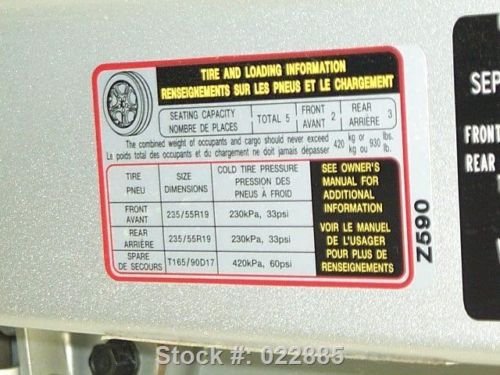 TIRE AND LOADING INFORMATION
RENSEIGNEMENTS SUR LES PNEUS ET LE CHARGEMENT
SEATING CAPACITY
NOMBRE DE PLACES
TOTAL 5
FRONT
AVANT
2
REAR
ARRIÈRE
3
The combined weight of occupants and cargo should never exceed 420 kg or 930 lbs.
Le poids total des occupants et du chargement ne doit jamais dépasser 420 kg ou 930 lb.
TIRE
PNEU
SIZE
DIMENSIONS
COLD TIRE PRESSURE
PRESSION DES
PNEUS À FROID
FRONT
AVANT
235/55R19
230kPa, 33psi
REAR
ARRIÈRE
235/55R19
230kPa, 33psi
SPARE
DE SECOURS
T165/90D17
420kPa, 60psi
SEE OWNER'S
MANUAL FOR
ADDITIONAL
INFORMATION
VOIR LE MANUEL
DE L'USAGER
POUR PLUS DE
RENSEIGNEMENTS
Z590
SEP
FRONT
REAR
Stock #: 022885